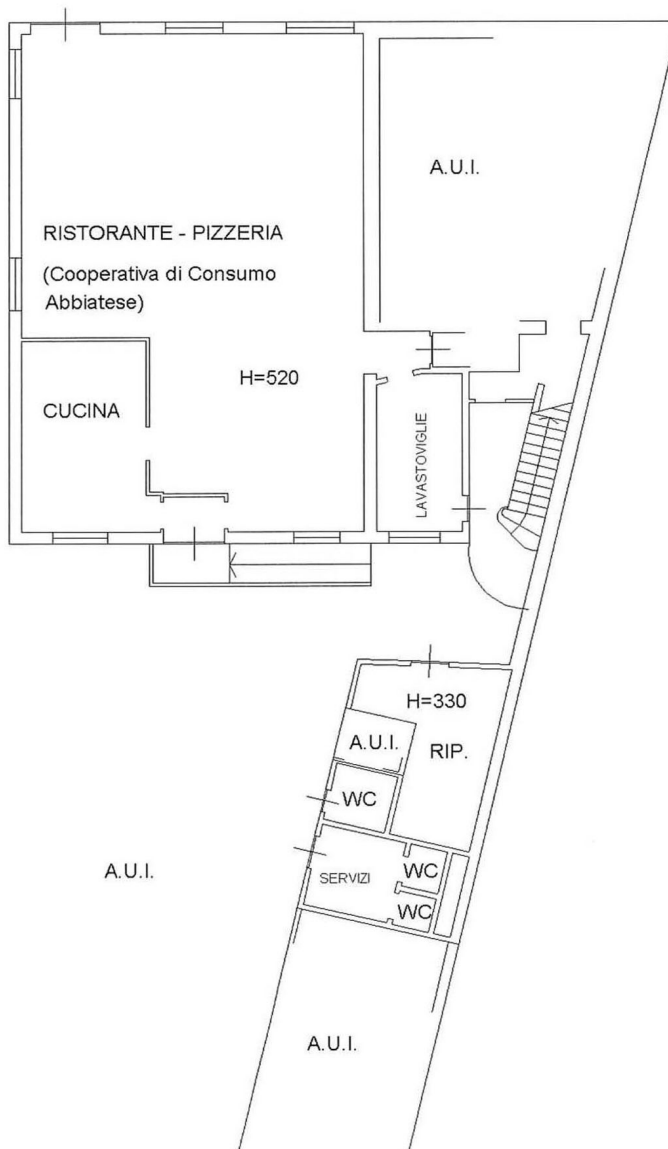 A.U.I.
RISTORANTE - PIZZERIA
(Cooperativa di Consumo
Abbiatese)
H=520
CUCINA
LAVASTOVIGLIE
H=330
A.U.I.
RIP.
WC
A.U.I.
SERVIZI
WC
WC
A.U.I.